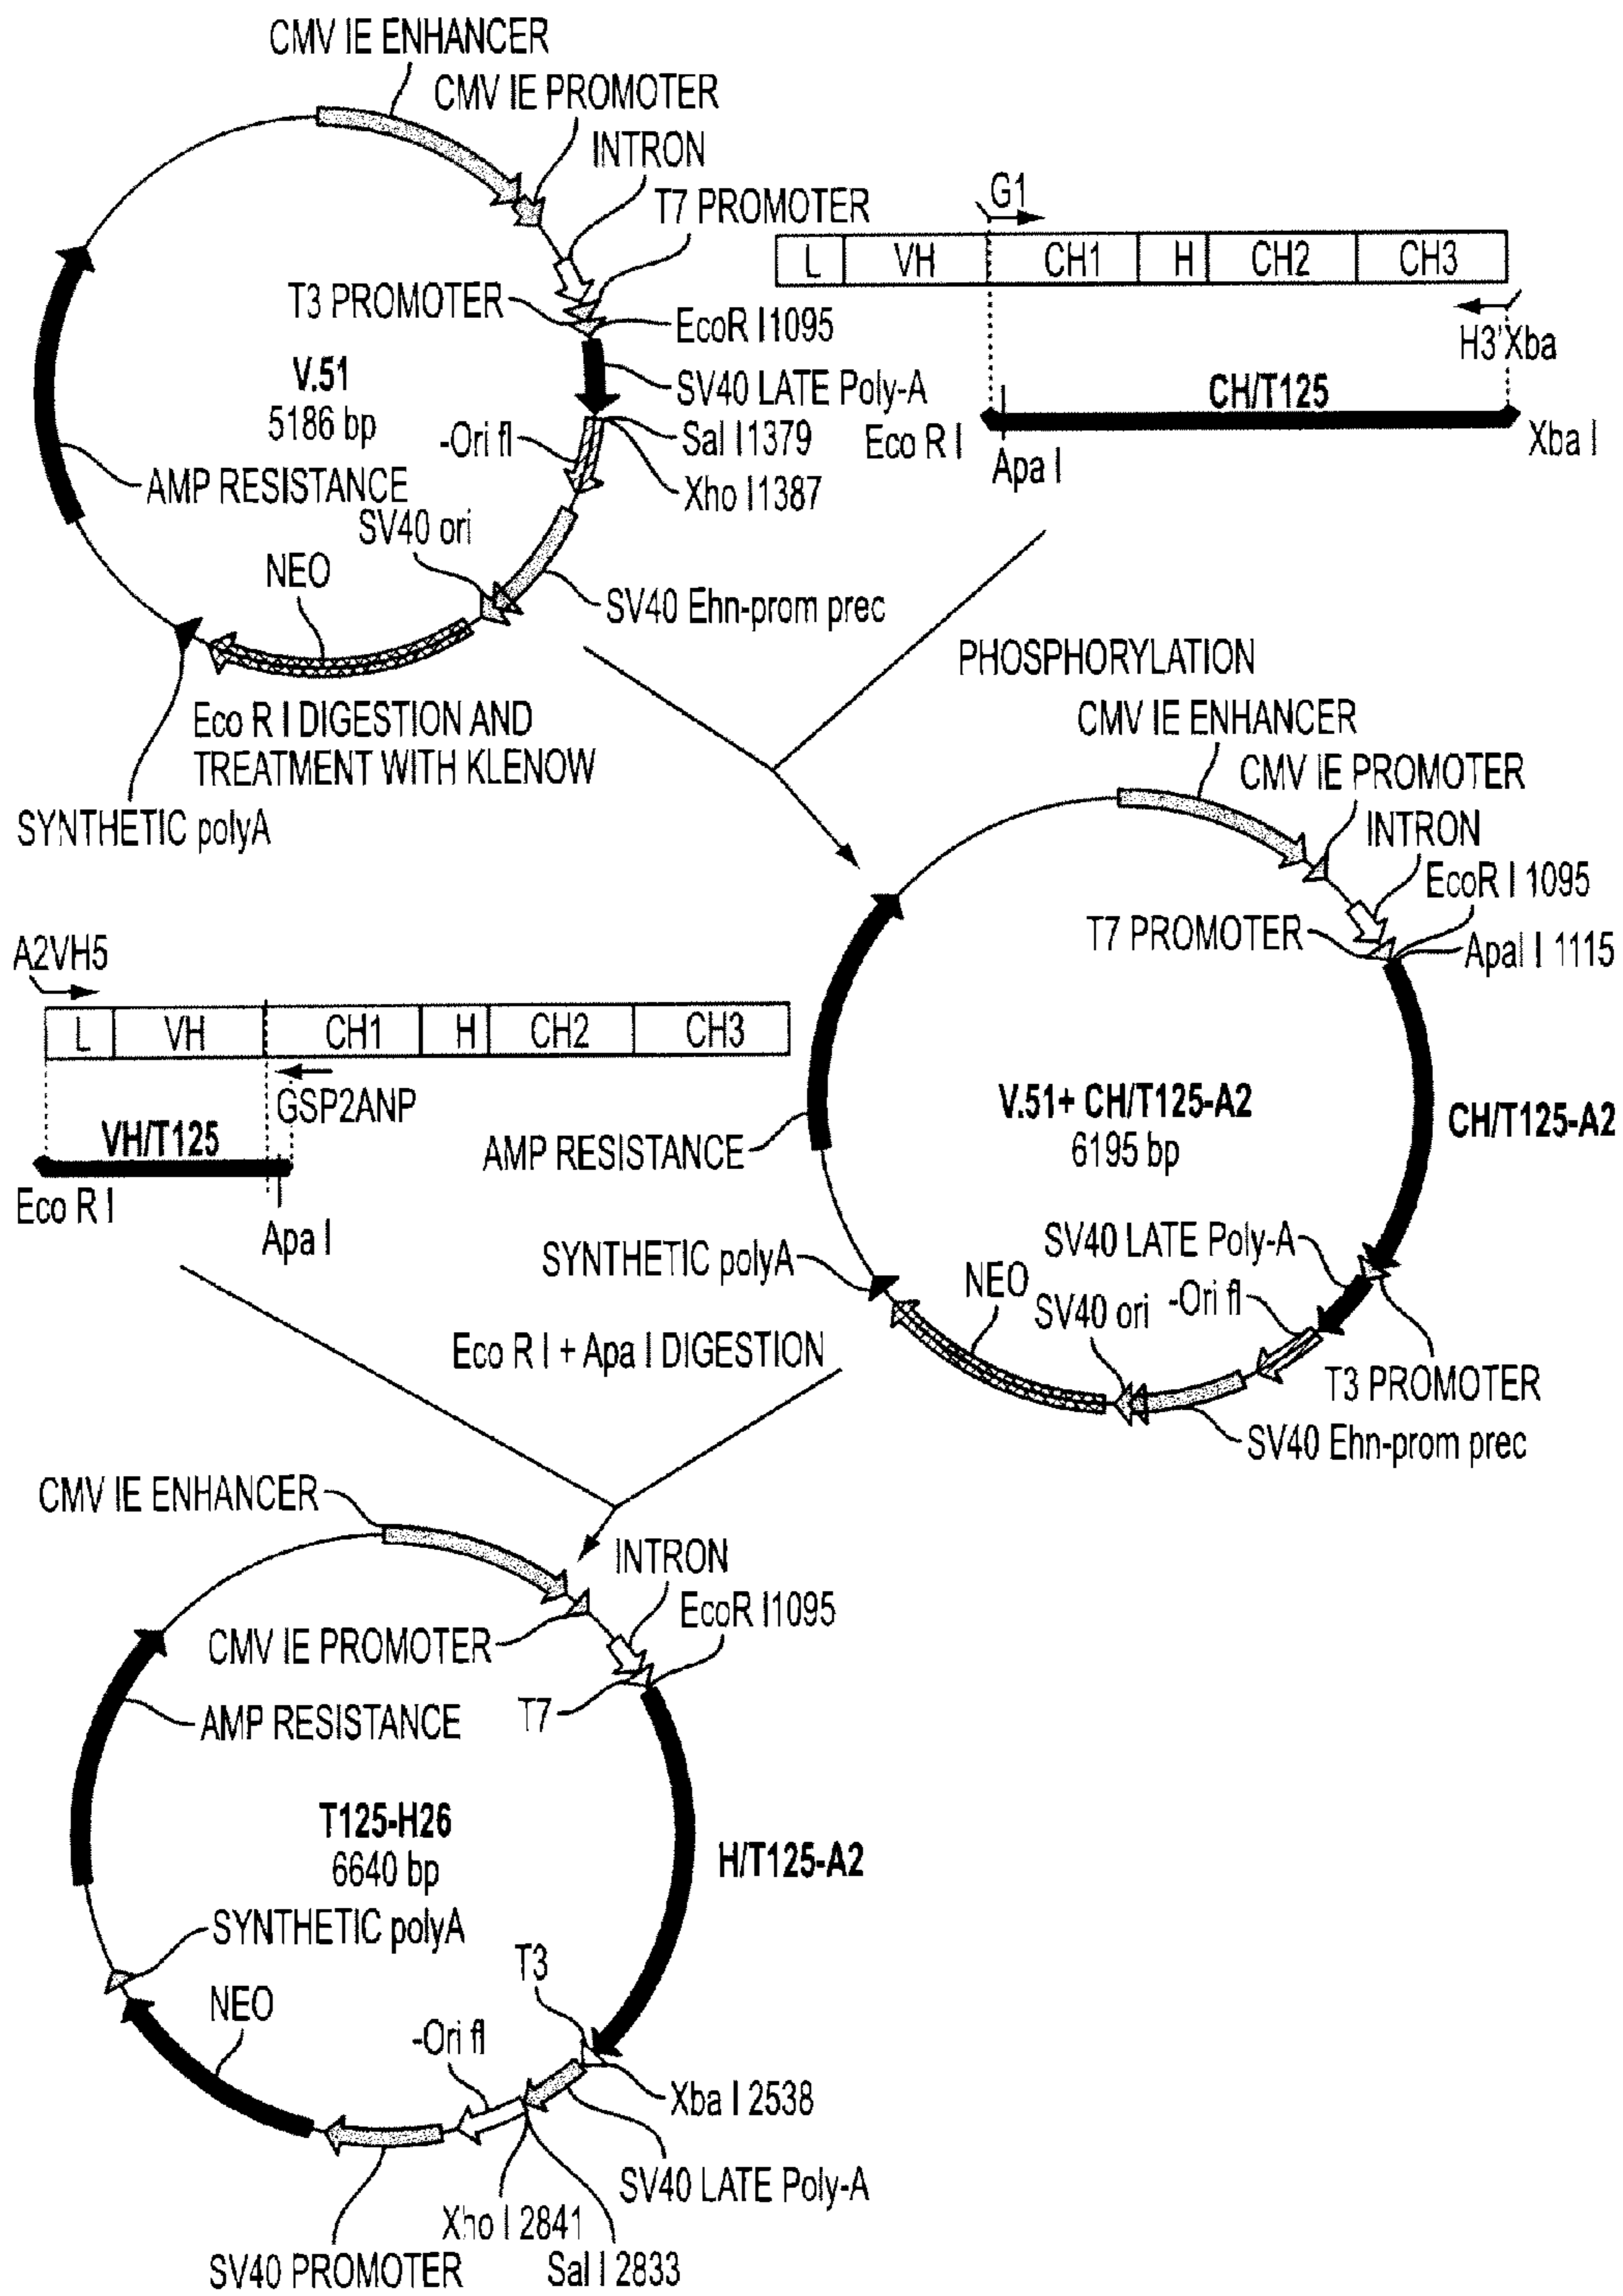 CMV IE ENHANCER
CMV IE PROMOTER
INTRON
T7 PROMOTER
T3 PROMOTER
EcoR I1095
V.51
5186 bp
SV40 LATE Poly-A
-Ori fl
Sal I1379
Xho I1387
AMP RESISTANCE
SV40 ori
NEO
SV40 Ehn-prom prec
Eco R I DIGESTION AND
TREATMENT WITH KLENOW
SYNTHETIC polyA
G1
L VH CH1 H CH2 CH3
H3'Xba
CH/T125
Eco R I
Apa I
Xba I
PHOSPHORYLATION
CMV IE ENHANCER
CMV IE PROMOTER
INTRON
EcoR I 1095
T7 PROMOTER
Apal I 1115
V.51+ CH/T125-A2
6195 bp
CH/T125-A2
AMP RESISTANCE
SV40 LATE Poly-A
SYNTHETIC polyA
NEO
SV40 ori
-Ori fl
T3 PROMOTER
SV40 Ehn-prom prec
A2VH5
L VH CH1 H CH2 CH3
GSP2ANP
VH/T125
Eco R I
Apa I
Eco R I + Apa I DIGESTION
CMV IE ENHANCER
INTRON
EcoR I1095
CMV IE PROMOTER
T7
AMP RESISTANCE
T125-H26
6640 bp
H/T125-A2
SYNTHETIC polyA
T3
NEO
-Ori fl
Xba I 2538
SV40 LATE Poly-A
Xho I 2841
Sal I 2833
SV40 PROMOTER